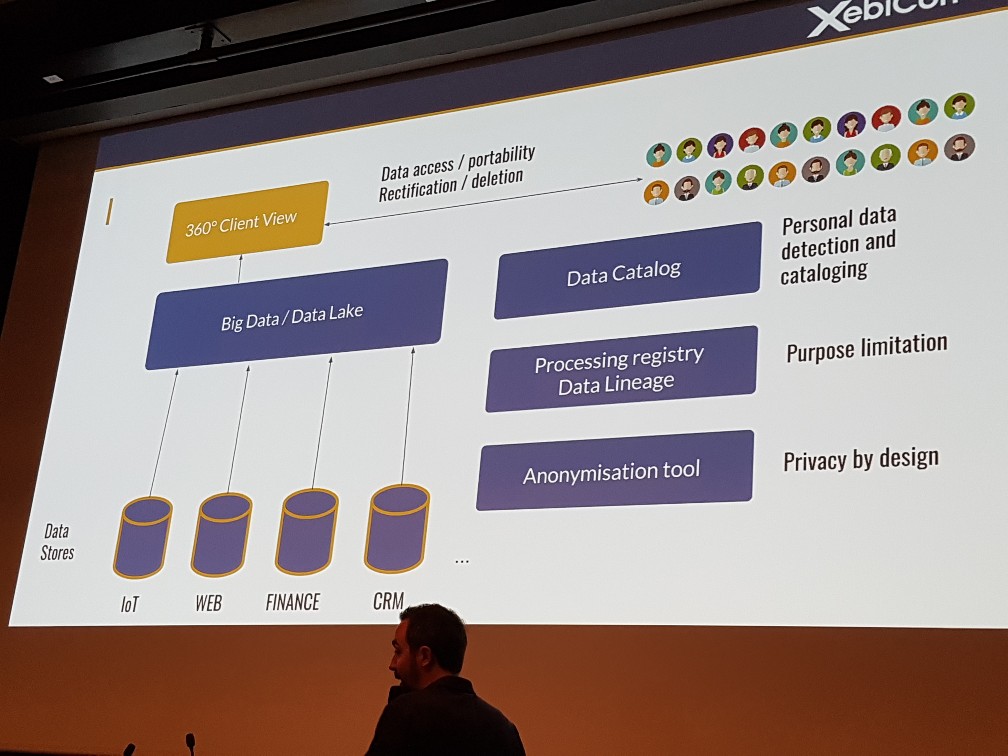 XebiCon
Data access / portability
Rectification / deletion
360° Client View
Big Data / Data Lake
Data Catalog
Personal data
detection and
cataloging
Processing registry
Data Lineage
Purpose limitation
Anonymisation tool
Privacy by design
Data
Stores
...
IoT
WEB
FINANCE
CRM